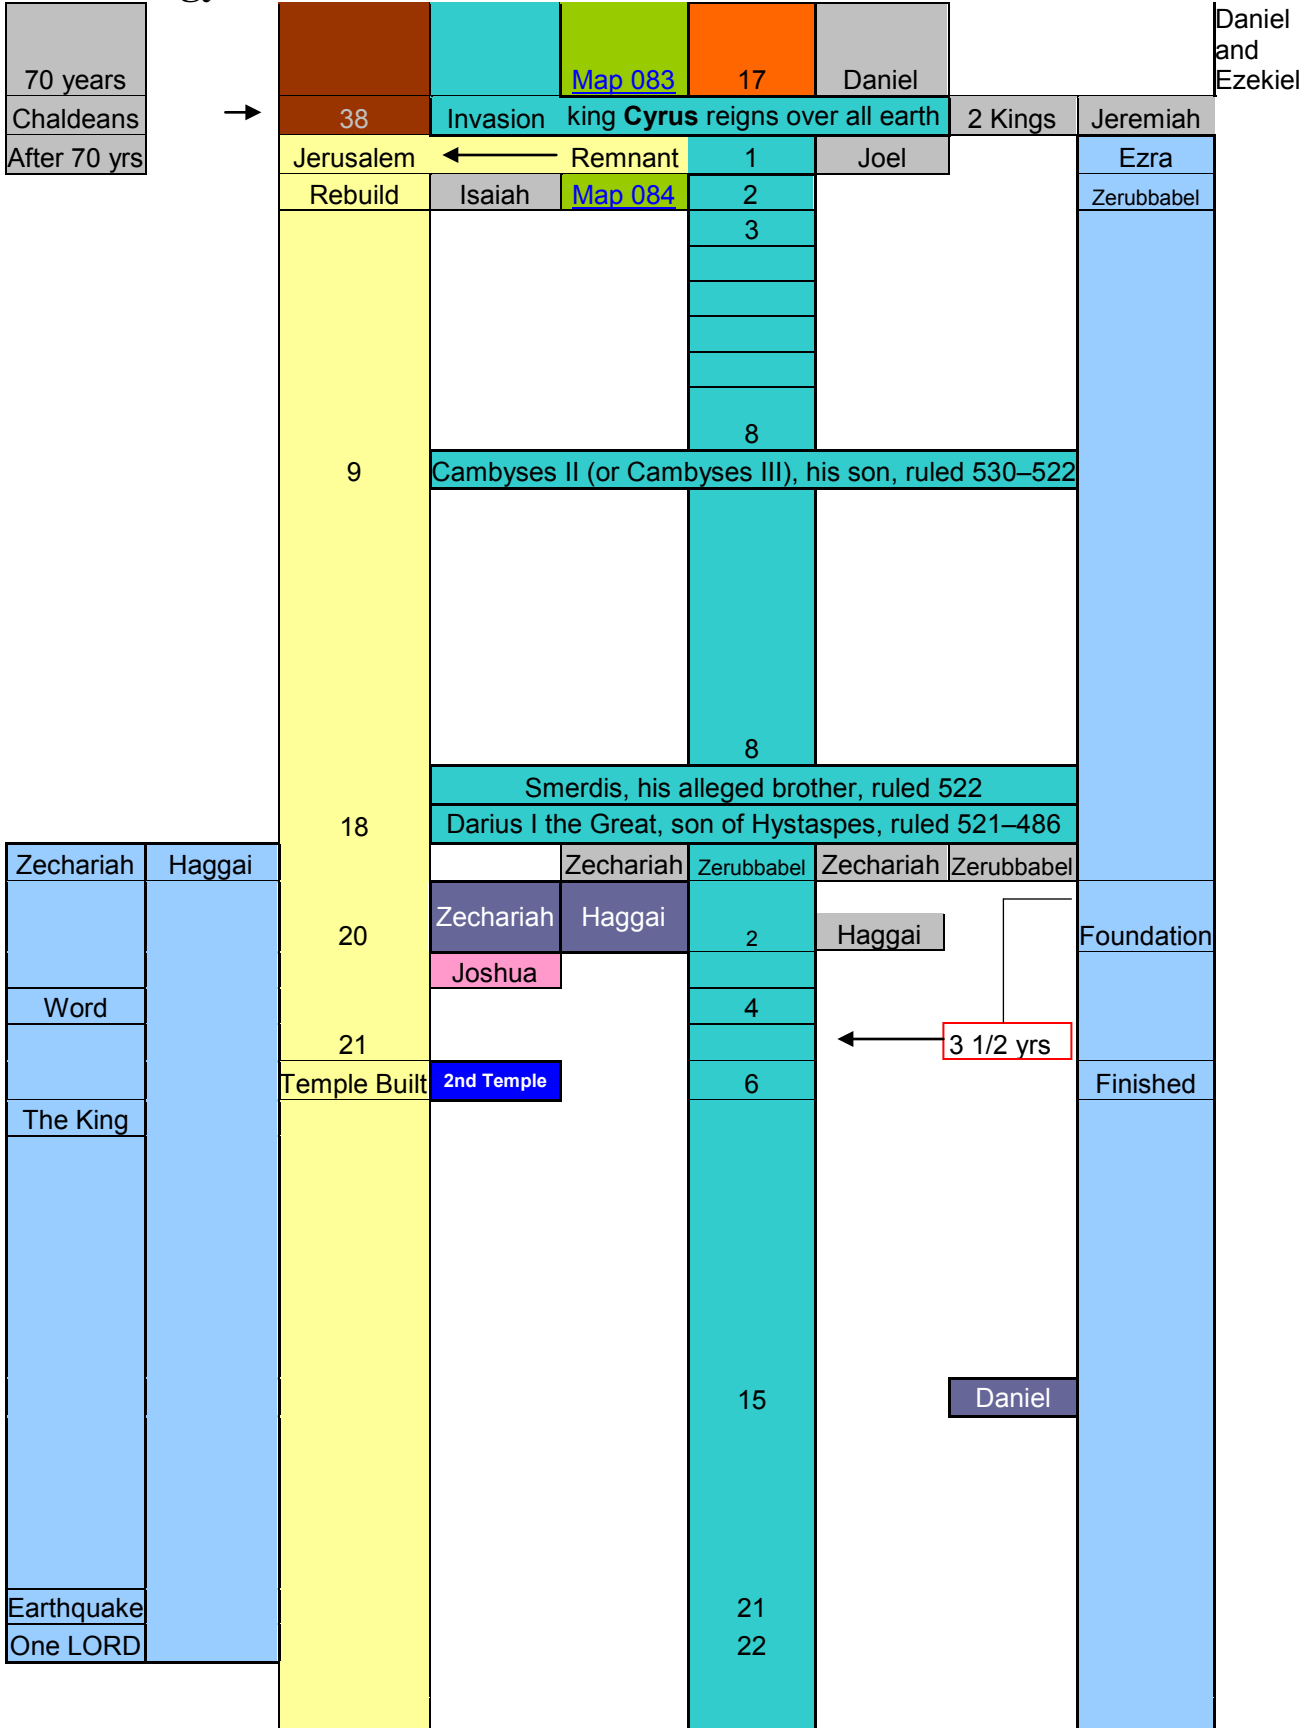 Daniel
and
70 years Map 083 17 Daniel Ezekiel
Chaldeans 38 Invasion king Cyrus reigns over all earth 2 Kings Jeremiah
After 70 yrs Jerusalem Remnant 1 Joel Ezra
Rebuild Isaiah Map 084 2 Zerubbabel
3
8
9 Cambyses II (or Cambyses III), his son, ruled 530–522
8
Smerdis, his alleged brother, ruled 522
18 Darius I the Great, son of Hystaspes, ruled 521–486
Zechariah Haggai Zechariah Zerubbabel Zechariah Zerubbabel
Zechariah Haggai
20 2 Haggai Foundation
Joshua
Word 4
21 3 1/2 yrs
Temple Built 2nd Temple 6 Finished
The King
15 Daniel
Earthquake 21
One LORD 22